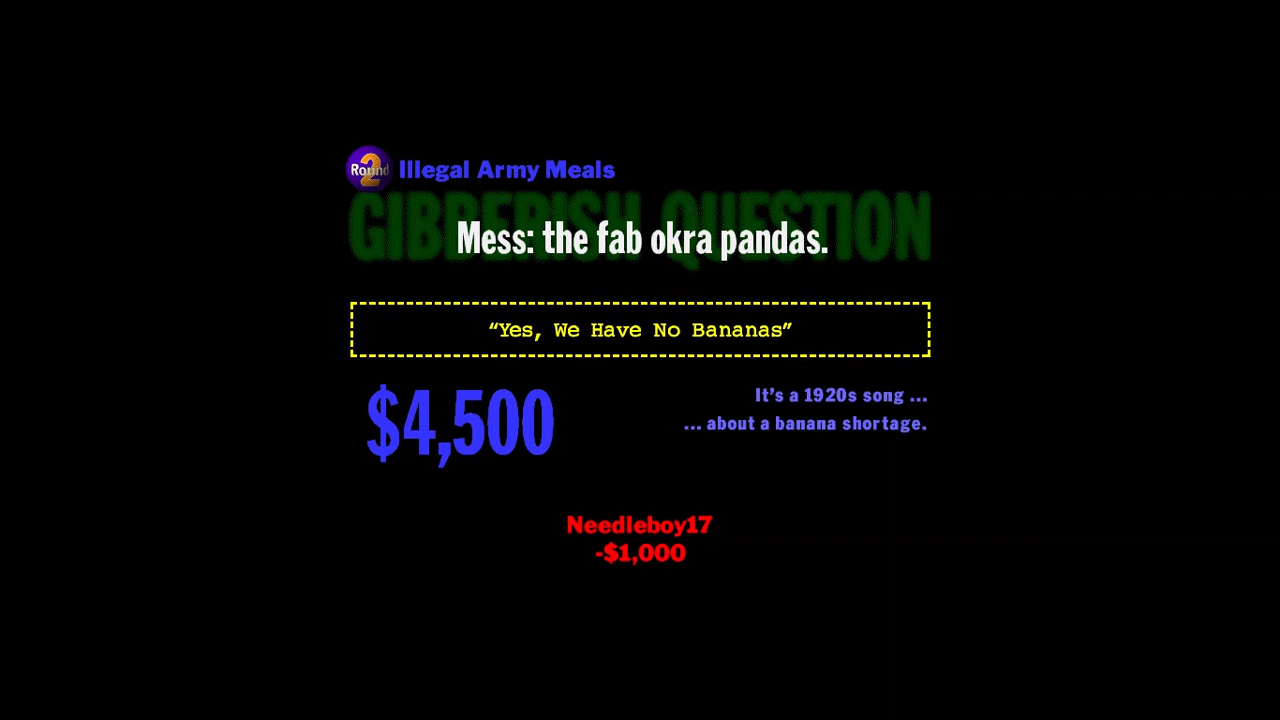 Round 2 Illegal Army Meals
GIBBERISH QUESTION
Mess: the fab okra pandas.
“Yes, We Have No Bananas”
$4,500
It’s a 1920s song ...
... about a banana shortage.
Needleboy17
-$1,000